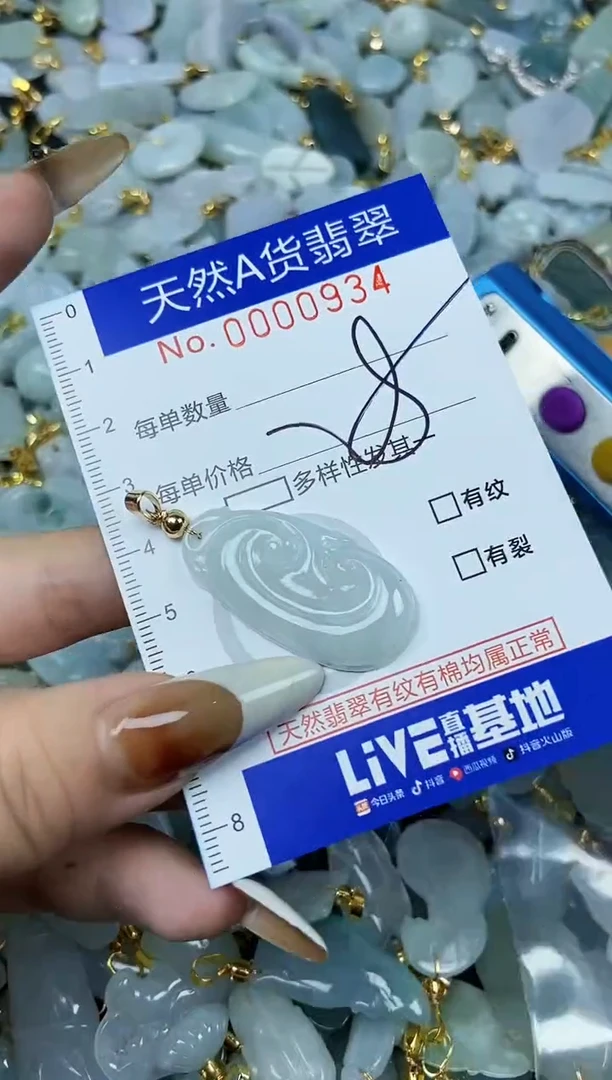 天然A货翡翠
No. 0000934
每单数量
每单价格
多样性发其一
有纹
有裂
天然翡翠有纹有棉均属正常
LiVE直播基地
今日头条 抖音 西瓜视频 抖音火山版
0
1
2
3
4
5
8